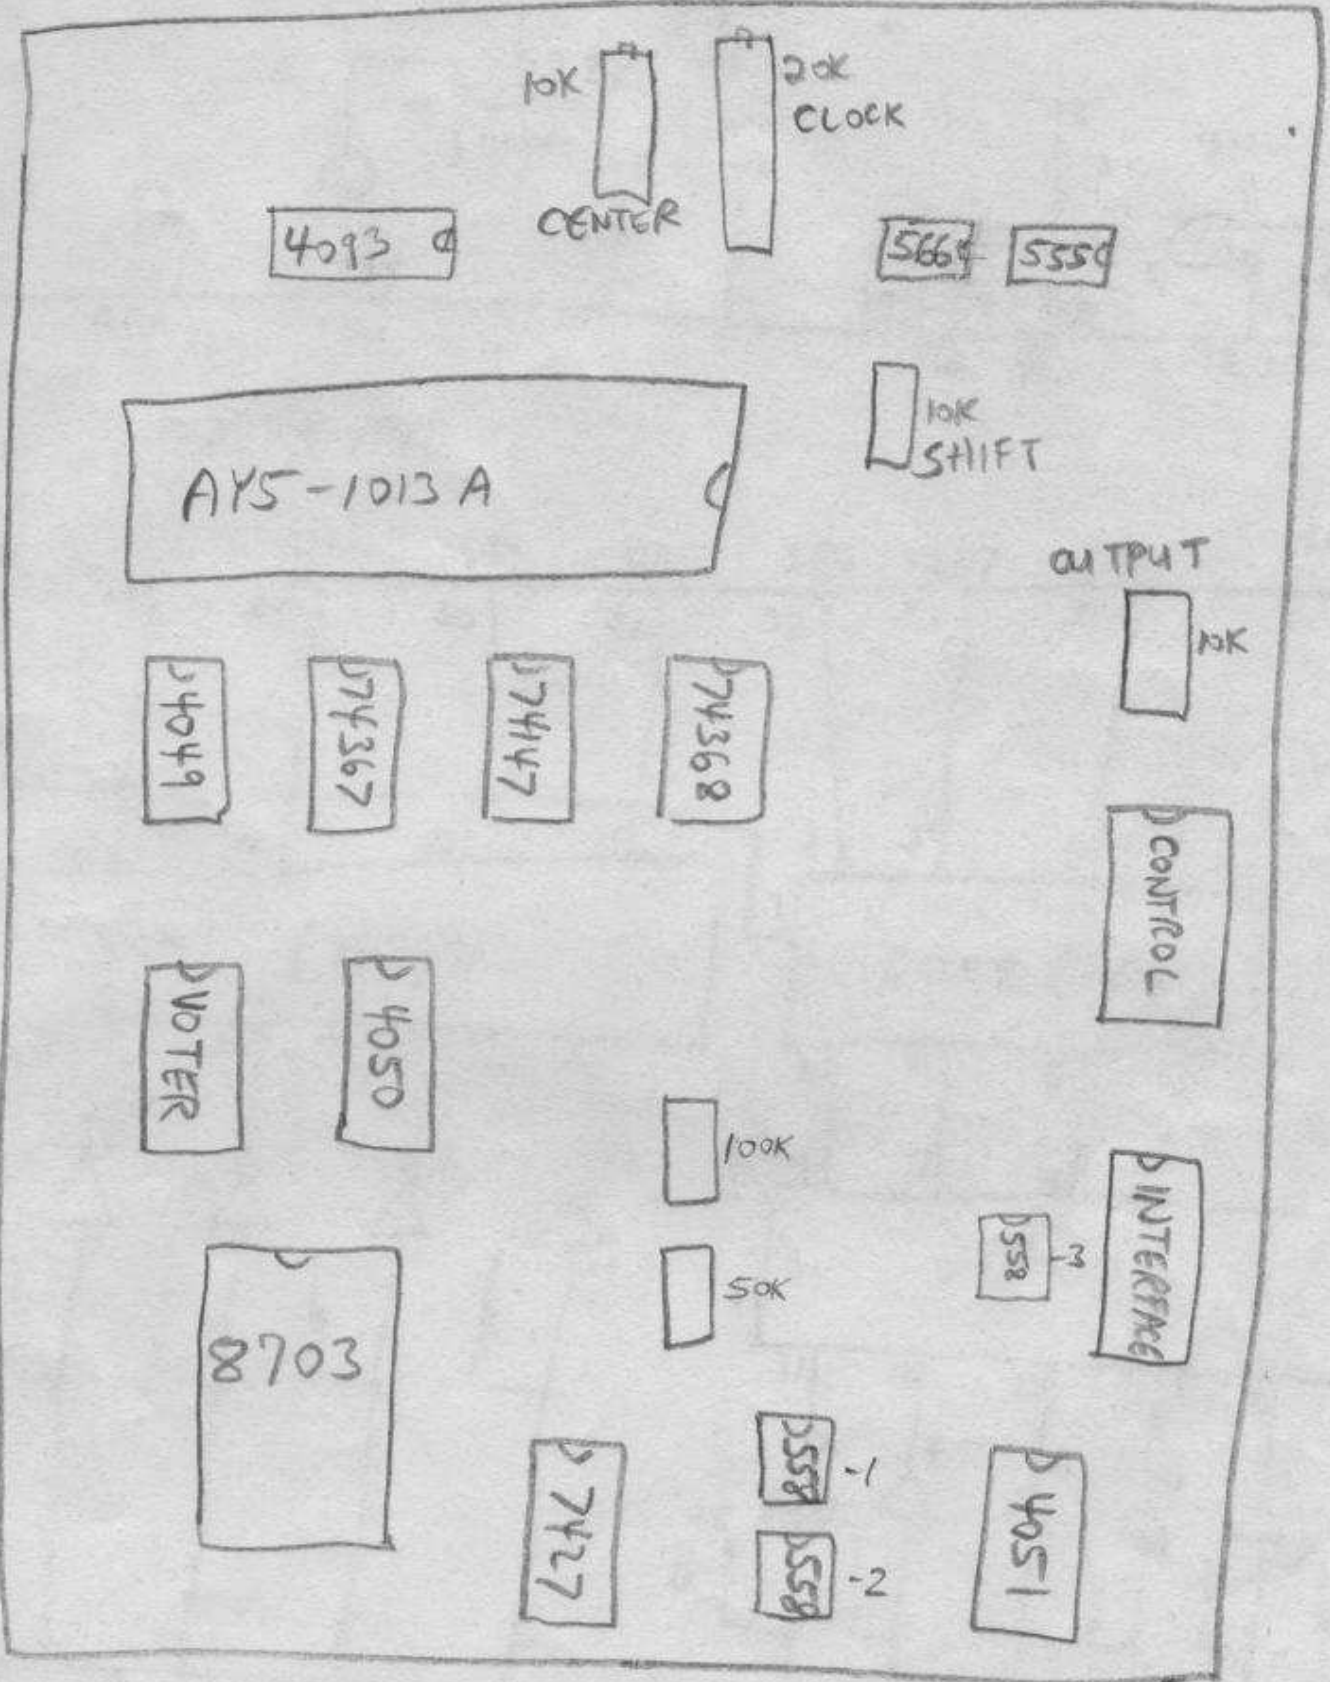 10K
CENTER
20K
CLOCK
4093
566
555
10K
SHIFT
AY5-1013A
OUTPUT
10K
4049
74367
74147
74368
CONTROL
VOTER
4050
100K
INTERFACE
558
-3
50K
8703
558
-1
7427
4051
558
-2